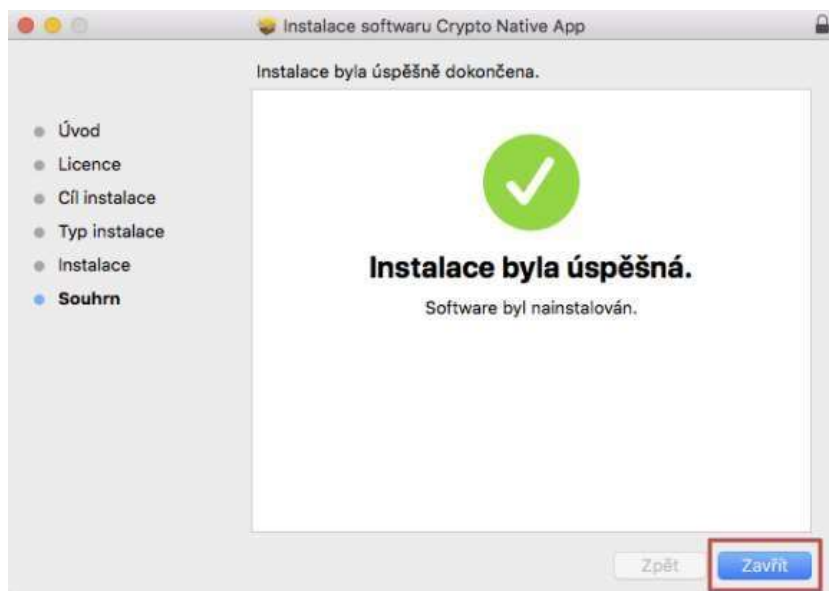 Instalace softwaru Crypto Native App
Instalace byla úspěšně dokončena.
Úvod
Licence
Cíl instalace
Typ instalace
Instalace
Souhrn
Instalace byla úspěšná.
Software byl nainstalován.
Zpět
Zavřít